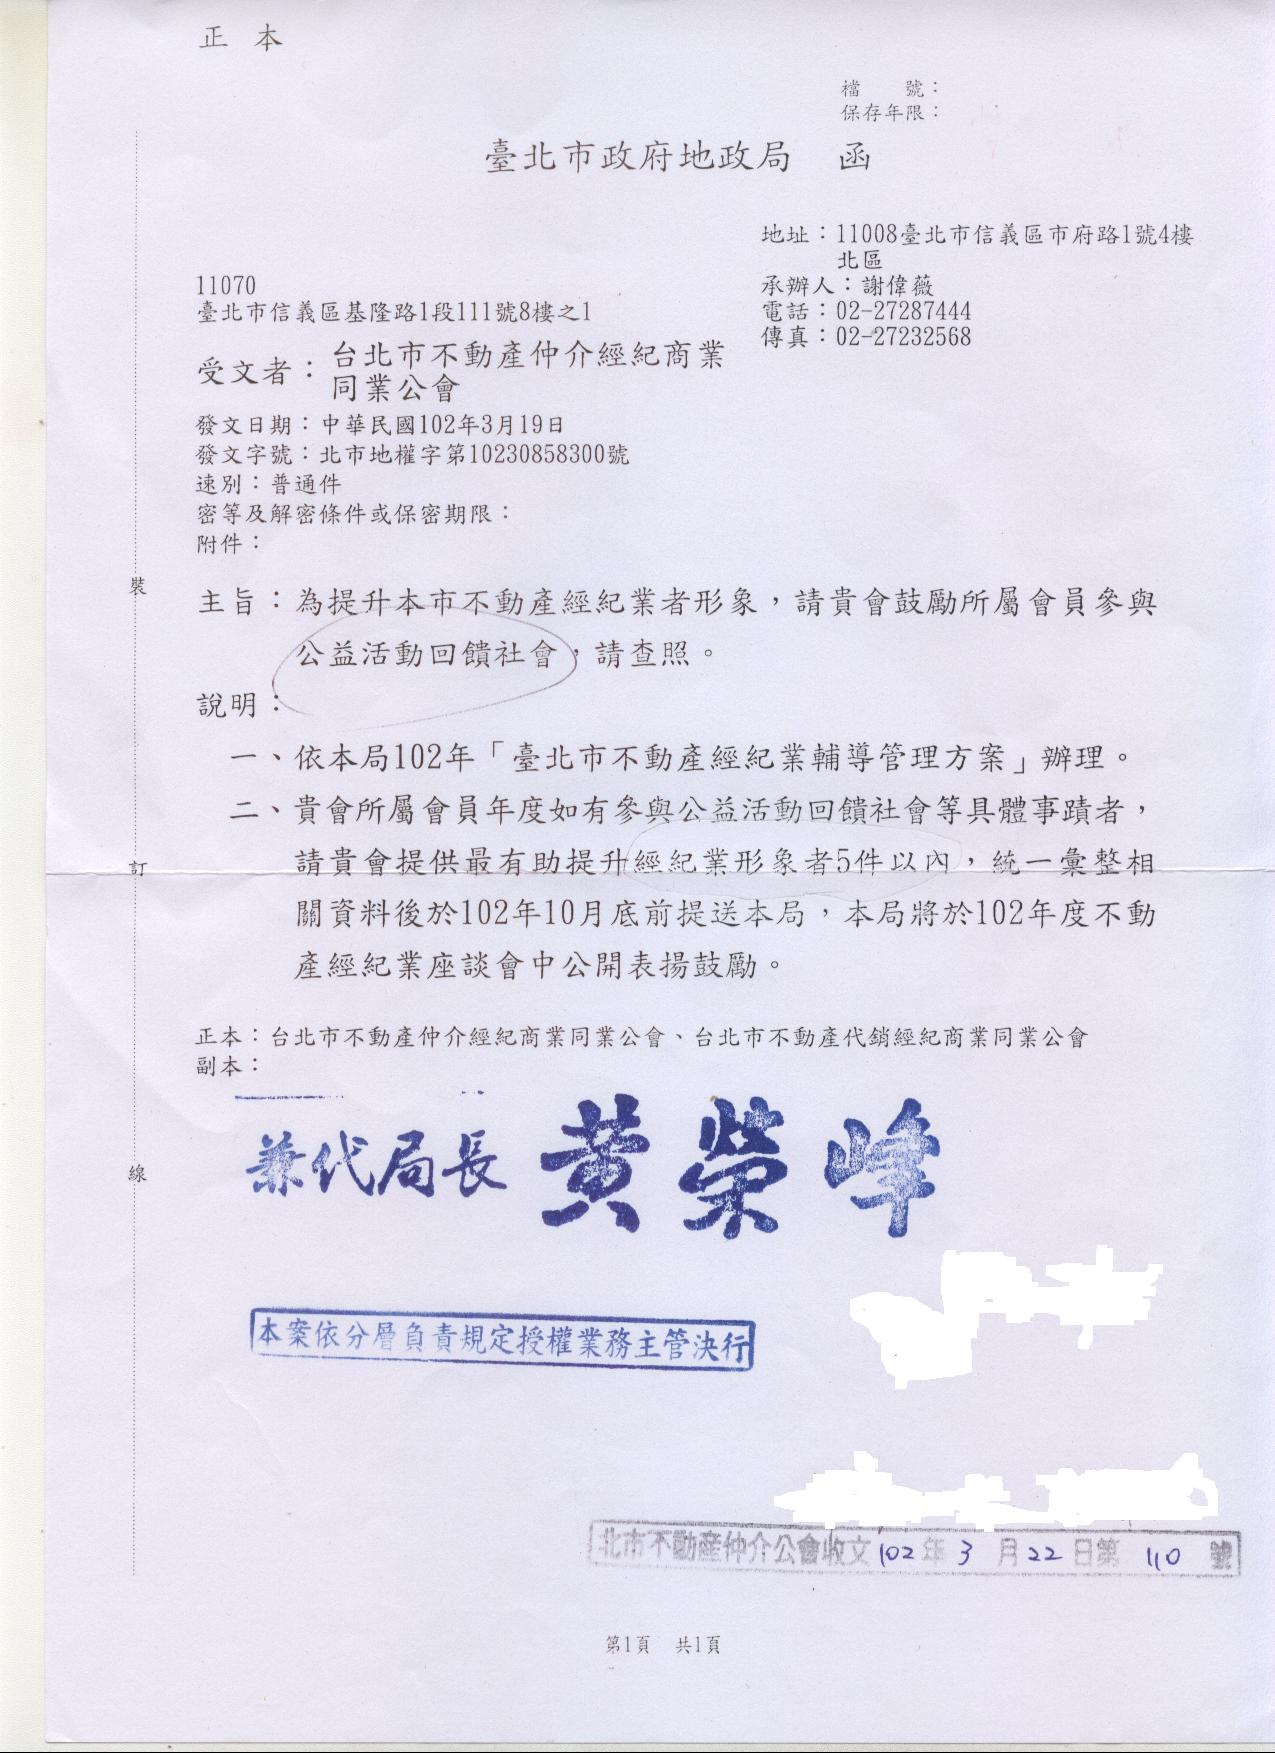 正本
檔　　號：
保存年限：
臺北市政府地政局　函
地址：11008臺北市信義區市府路1號4樓
北區
承辦人：謝偉薇
電話：02-27287444
傳真：02-27232568
11070
臺北市信義區基隆路1段111號8樓之1
受文者：台北市不動產仲介經紀商業
同業公會
發文日期：中華民國102年3月19日
發文字號：北市地權字第10230858300號
速別：普通件
密等及解密條件或保密期限：
附件：
主旨：為提升本市不動產經紀業者形象，請貴會鼓勵所屬會員參與
公益活動回饋社會，請查照。
說明：
一、依本局102年「臺北市不動產經紀業輔導管理方案」辦理。
二、貴會所屬會員年度如有參與公益活動回饋社會等具體事蹟者，
請貴會提供最有助提升經紀業形象者5件以內，統一彙整相
關資料後於102年10月底前提送本局，本局將於102年度不動
產經紀業座談會中公開表揚鼓勵。
正本：台北市不動產仲介經紀商業同業公會、台北市不動產代銷經紀商業同業公會
副本：
兼代局長 黃榮峰
本案依分層負責規定授權業務主管決行
北市不動產仲介公會收文102年3月22日第110號
第1頁　共1頁
裝
訂
線